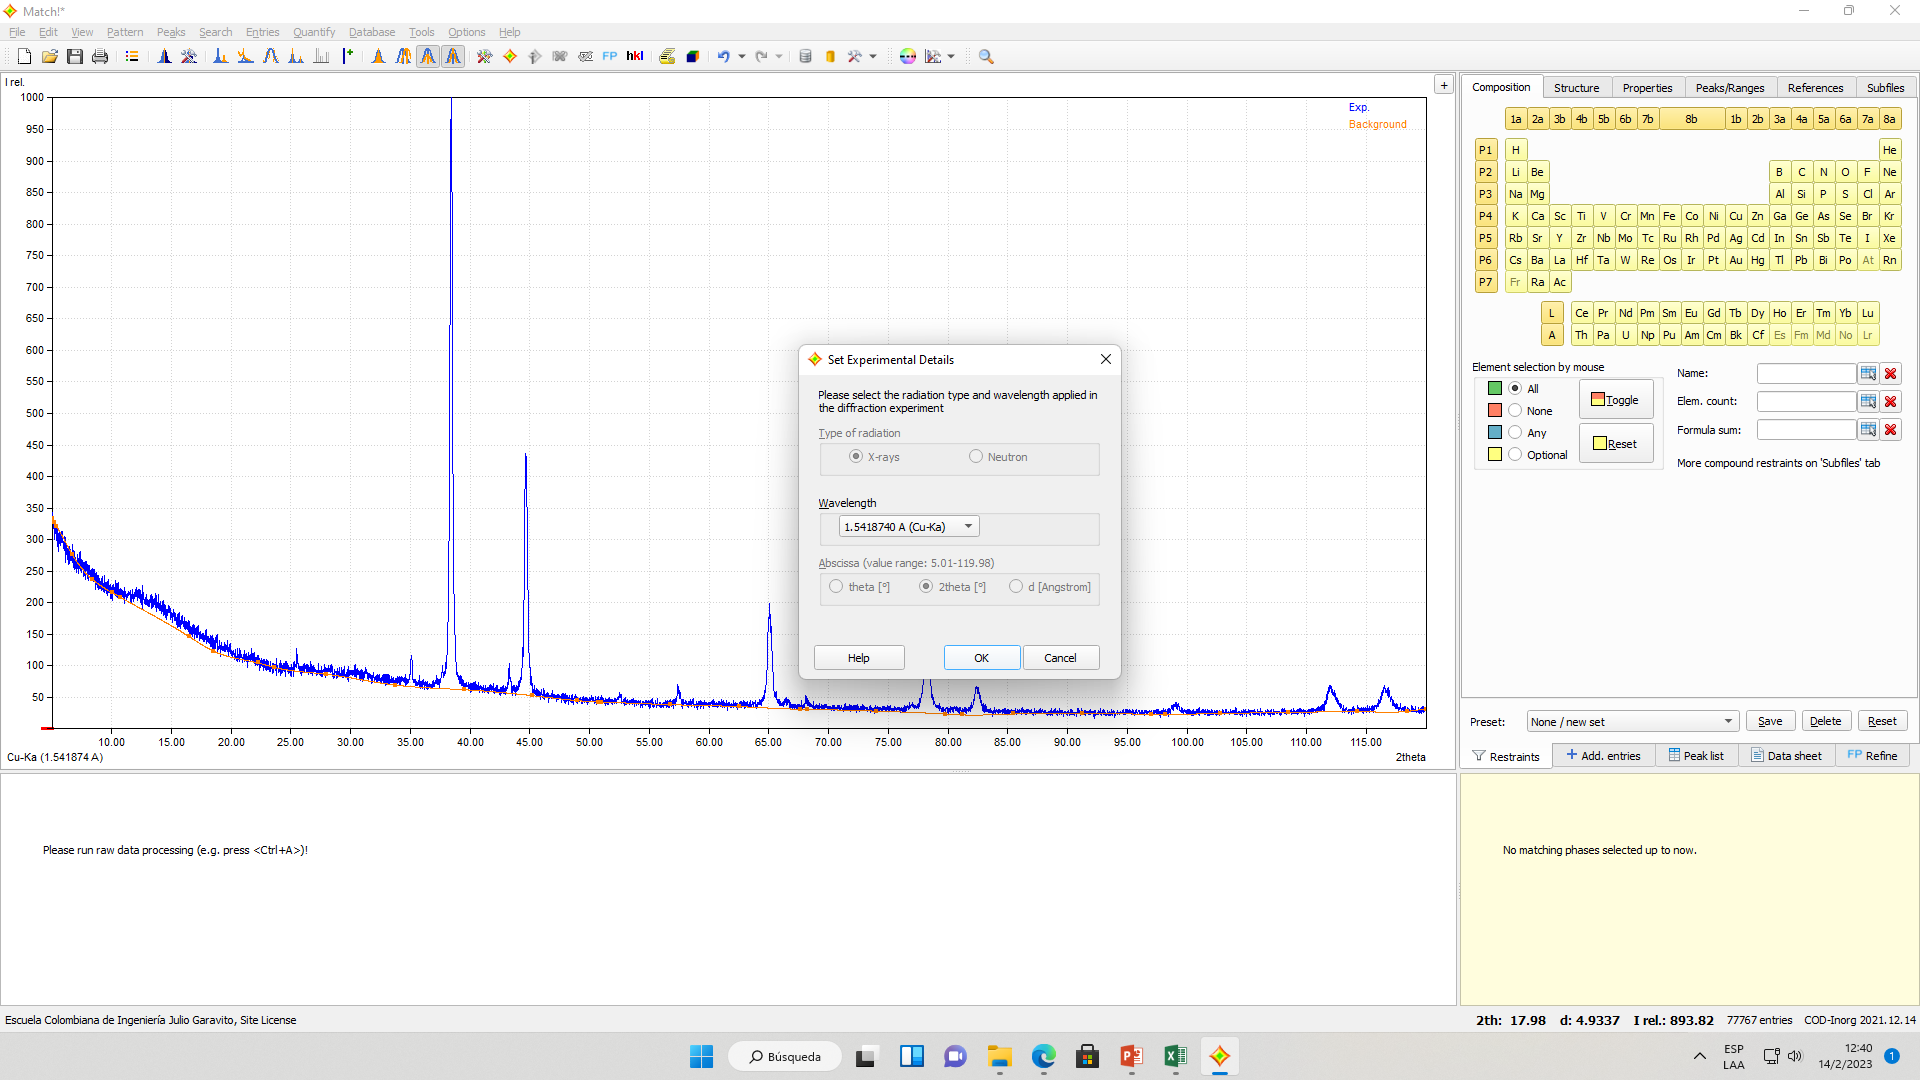 Match!*
File Edit View Pattern Peaks Search Entries Quantify Database Tools Options Help
FP hkl
I rel.
Exp.
Background
1000
950
900
850
800
750
700
650
600
550
500
450
400
350
300
250
200
150
100
50
10.00 15.00 20.00 25.00 30.00 35.00 40.00 45.00 50.00 55.00 60.00 65.00 70.00 75.00 80.00 85.00 90.00 95.00 100.00 105.00 110.00 115.00
Cu-Ka (1.541874 A) 2theta
Set Experimental Details
Please select the radiation type and wavelength applied in
the diffraction experiment
Type of radiation
X-rays Neutron
Wavelength
1.5418740 A (Cu-Ka)
Abscissa (value range: 5.01-119.98)
theta [º] 2theta [º] d [Angstrom]
Help OK Cancel
Composition Structure Properties Peaks/Ranges References Subfiles
1a 2a 3b 4b 5b 6b 7b 8b 1b 2b 3a 4a 5a 6a 7a 8a
P1 H He
P2 Li Be B C N O F Ne
P3 Na Mg Al Si P S Cl Ar
P4 K Ca Sc Ti V Cr Mn Fe Co Ni Cu Zn Ga Ge As Se Br Kr
P5 Rb Sr Y Zr Nb Mo Tc Ru Rh Pd Ag Cd In Sn Sb Te I Xe
P6 Cs Ba La Hf Ta W Re Os Ir Pt Au Hg Tl Pb Bi Po At Rn
P7 Fr Ra Ac
L Ce Pr Nd Pm Sm Eu Gd Tb Dy Ho Er Tm Yb Lu
A Th Pa U Np Pu Am Cm Bk Cf Es Fm Md No Lr
Element selection by mouse
All
None
Any
Optional
Toggle
Reset
Name:
Elem. count:
Formula sum:
More compound restraints on 'Subfiles' tab
Preset: None / new set Save Delete Reset
Restraints Add. entries Peak list Data sheet FP Refine
Please run raw data processing (e.g. press <Ctrl+A>)!
No matching phases selected up to now.
Escuela Colombiana de Ingeniería Julio Garavito, Site License
2th: 17.98 d: 4.9337 I rel.: 893.82 77767 entries COD-Inorg 2021.12.14
Búsqueda
ESP
LAA
12:40
14/2/2023
1